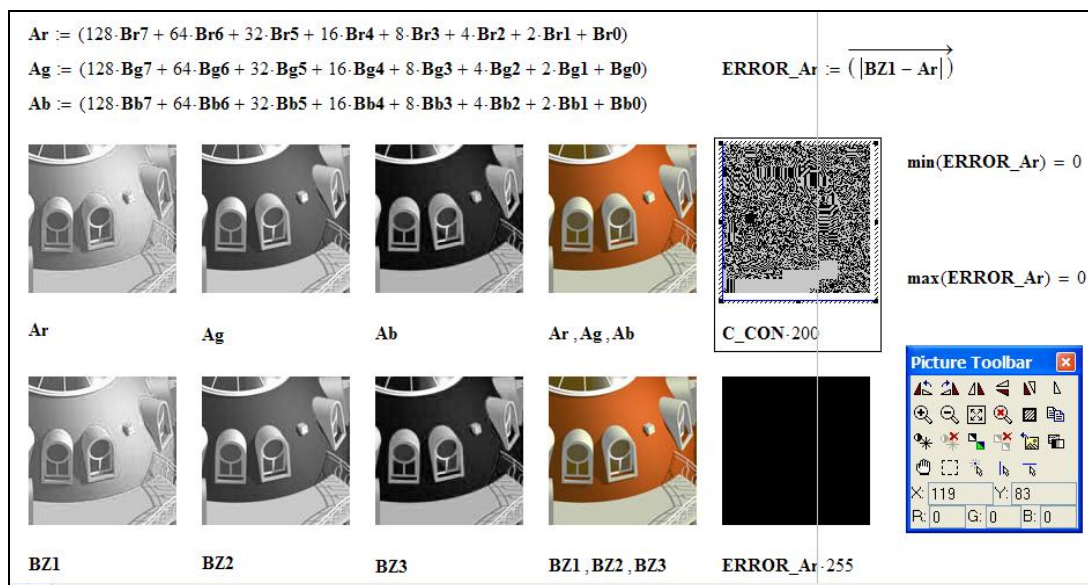 Ar := (128·Br7 + 64·Br6 + 32·Br5 + 16·Br4 + 8·Br3 + 4·Br2 + 2·Br1 + Br0)
Ag := (128·Bg7 + 64·Bg6 + 32·Bg5 + 16·Bg4 + 8·Bg3 + 4·Bg2 + 2·Bg1 + Bg0)
ERROR_Ar := (|BZ1 − Ar|)
Ab := (128·Bb7 + 64·Bb6 + 32·Bb5 + 16·Bb4 + 8·Bb3 + 4·Bb2 + 2·Bb1 + Bb0)
min(ERROR_Ar) = 0
max(ERROR_Ar) = 0
Ar
Ag
Ab
Ar , Ag , Ab
C_CON·200
Picture Toolbar
X: 119 Y: 83
R: 0 G: 0 B: 0
BZ1
BZ2
BZ3
BZ1 , BZ2 , BZ3
ERROR_Ar·255